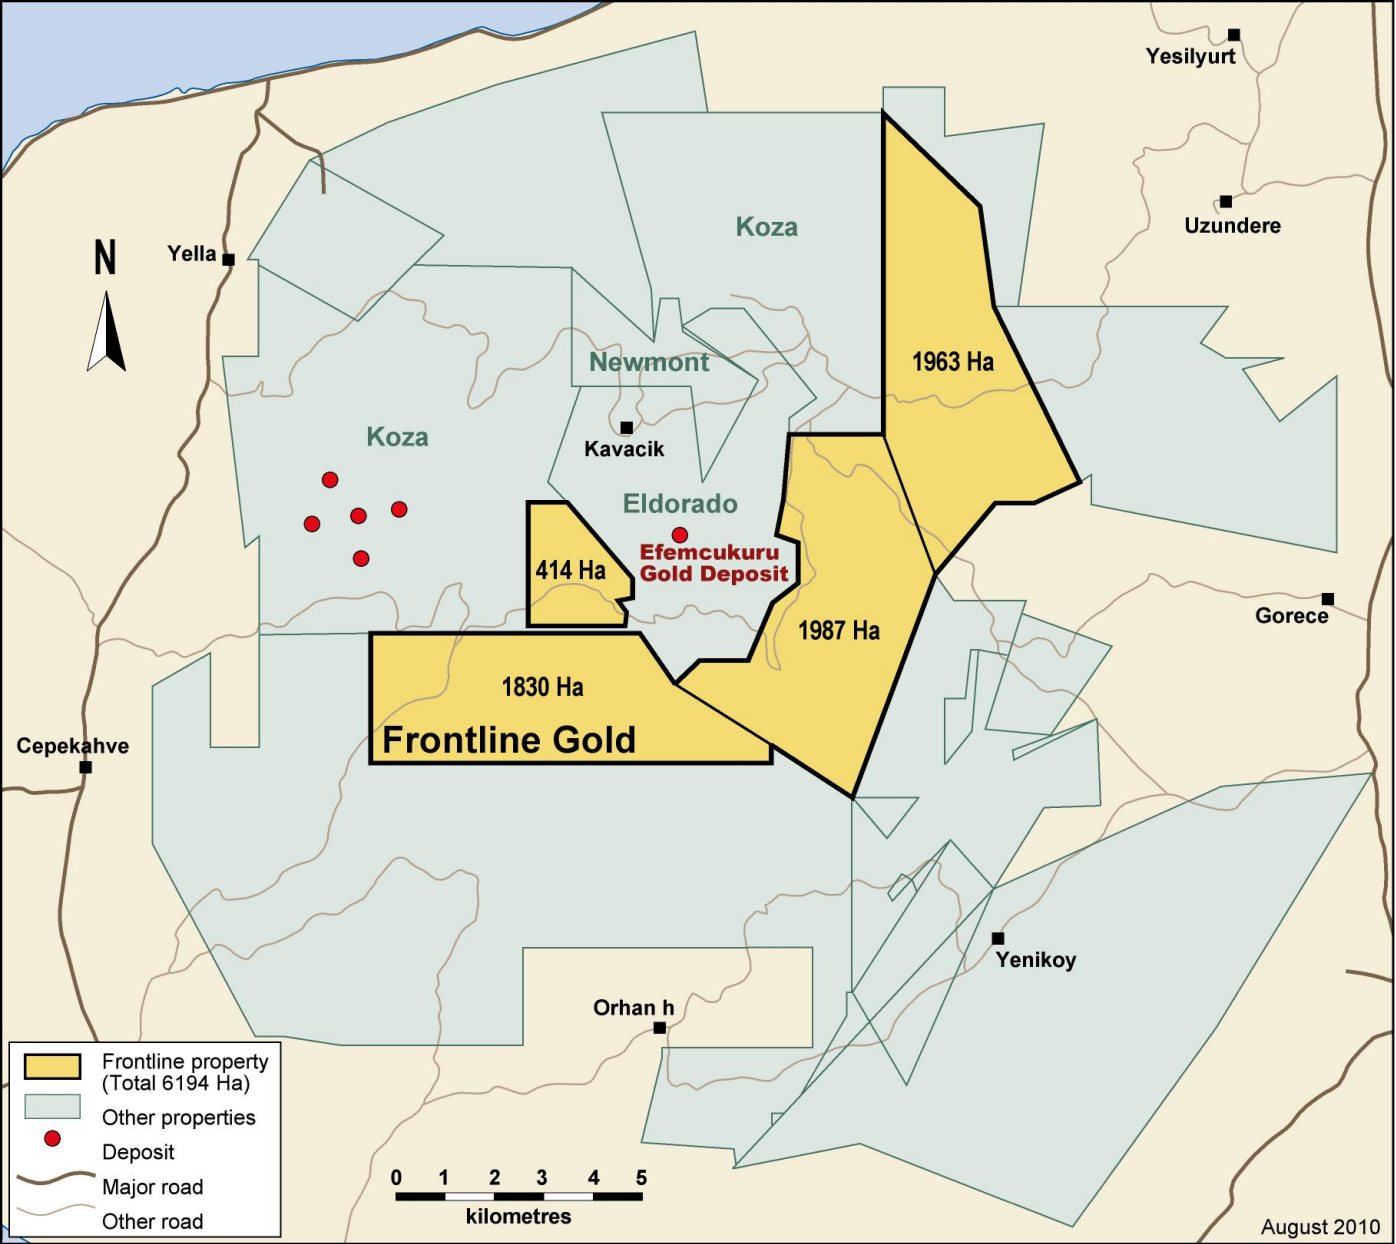 Yesilyurt
Uzundere
Koza
N
Yella
1963 Ha
Newmont
Koza
Kavacik
Eldorado
Efemcukuru
Gold Deposit
414 Ha
Gorece
1987 Ha
1830 Ha
Frontline Gold
Cepekahve
Yenikoy
Orhan h
Frontline property
(Total 6194 Ha)
Other properties
Deposit
Major road
Other road
0 1 2 3 4 5
kilometres
August 2010